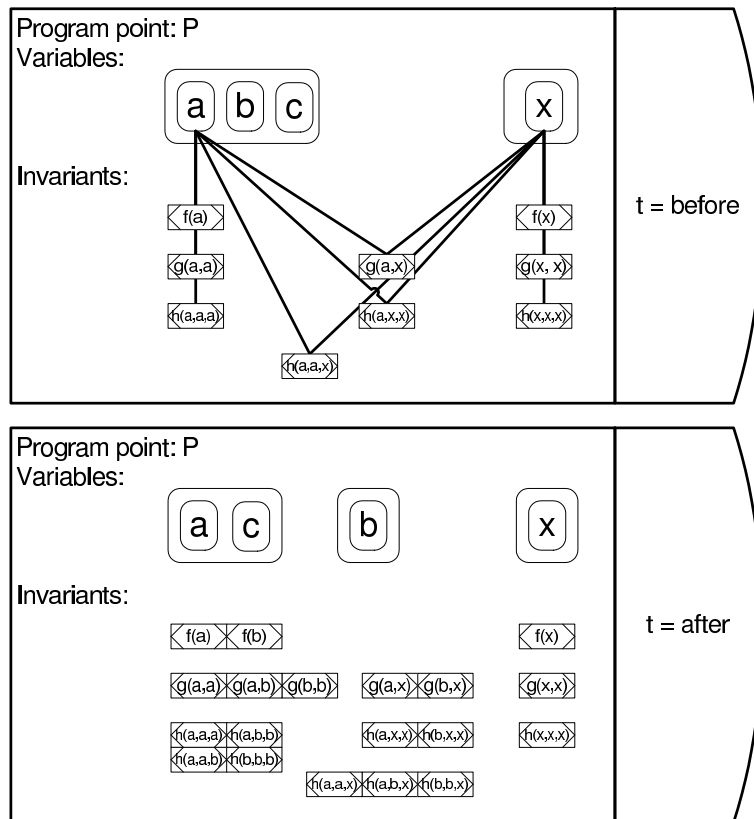 Program point: P
Variables:
a b c x
Invariants:
t = before
f(a) f(x)
g(a,a) g(a,x) g(x, x)
h(a,a,a) h(a,x,x) h(x,x,x)
h(a,a,x)
Program point: P
Variables:
a c b x
Invariants:
t = after
f(a) f(b) f(x)
g(a,a) g(a,b) g(b,b) g(a,x) g(b,x) g(x,x)
h(a,a,a) h(a,b,b) h(a,x,x) h(b,x,x) h(x,x,x)
h(a,a,b) h(b,b,b)
h(a,a,x) h(a,b,x) h(b,b,x)